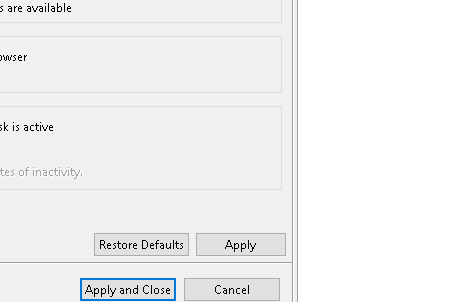 s are available
owser
sk is active
tes of inactivity.
Restore Defaults Apply
Apply and Close Cancel